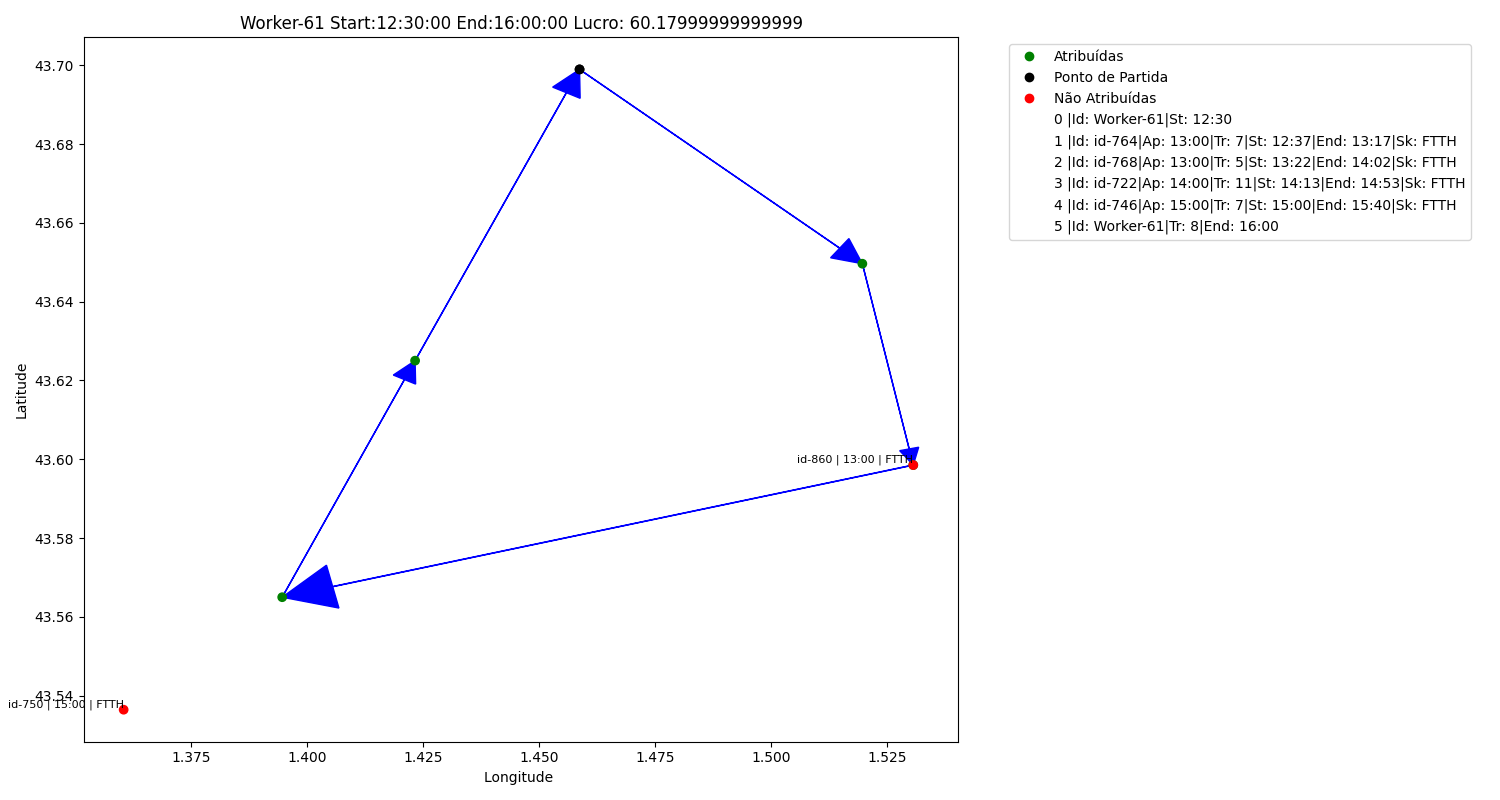 Worker-61 Start:12:30:00 End:16:00:00 Lucro: 60.17999999999999
Atribuídas
Ponto de Partida
Não Atribuídas
0 |Id: Worker-61|St: 12:30
1 |Id: id-764|Ap: 13:00|Tr: 7|St: 12:37|End: 13:17|Sk: FTTH
2 |Id: id-768|Ap: 13:00|Tr: 5|St: 13:22|End: 14:02|Sk: FTTH
3 |Id: id-722|Ap: 14:00|Tr: 11|St: 14:13|End: 14:53|Sk: FTTH
4 |Id: id-746|Ap: 15:00|Tr: 7|St: 15:00|End: 15:40|Sk: FTTH
5 |Id: Worker-61|Tr: 8|End: 16:00
43.70
43.68
43.66
43.64
43.62
43.60
43.58
43.56
43.54
Latitude
id-860 | 13:00 | FTTH
id-750 | 15:00 | FTTH
1.375
1.400
1.425
1.450
1.475
1.500
1.525
Longitude